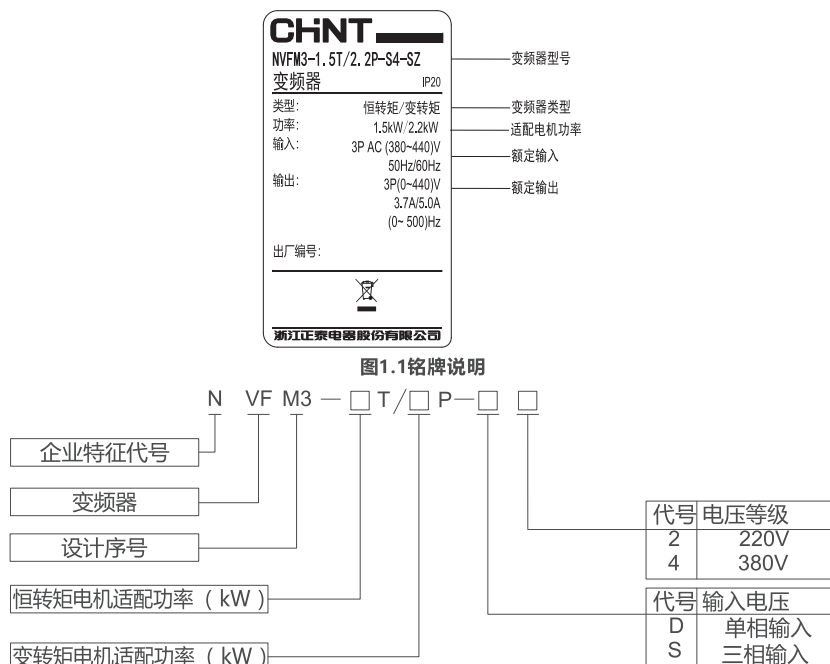 CHNT
NVFM3-1.5T/2.2P-S4-SZ
变频器型号
变频器 IP20
类型: 恒转矩/变转矩
变频器类型
功率: 1.5kW/2.2kW
适配电机功率
输入: 3P AC (380~440)V
额定输入
50Hz/60Hz
输出: 3P(0~440)V
额定输出
3.7A/5.0A
(0~ 500)Hz
出厂编号:
浙江正泰电器股份有限公司
图1.1铭牌说明
N VF M3 — □ T/□ P—□ □
企业特征代号
变频器
设计序号
恒转矩电机适配功率 ( kW )
变转矩电机适配功率 ( kW )
代号 电压等级
2 220V
4 380V
代号 输入电压
D 单相输入
S 三相输入